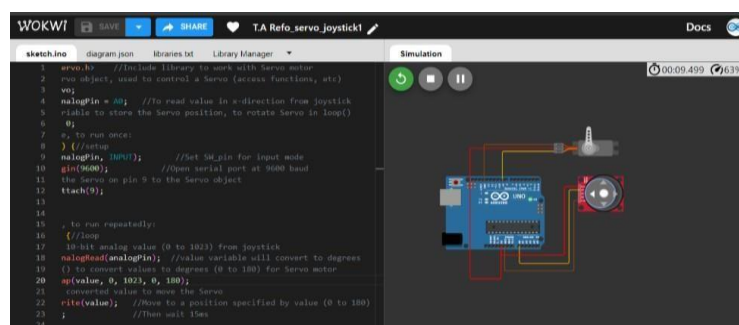 WOKWI SAVE SHARE T.A Refo_servo_joystick1 Docs
sketch.ino diagram.json libraries.txt Library Manager Simulation
00:09.499 63%
1 ervo.h> //Include library to work with Servo motor
2 rvo object, used to control a Servo (access functions, etc)
3 vo;
4 nalogPin = A0; //To read value in x-direction from joystick
5 riable to store the Servo position, to rotate Servo in loop()
6 0;
7 e, to run once:
8 ) {//setup
9 nalogPin, INPUT); //Set SW_pin for input mode
10 gin(9600); //Open serial port at 9600 baud
11 the Servo on pin 9 to the Servo object
12 ttach(9);
13
14
15 , to run repeatedly:
16 {//loop
17 10-bit analog value (0 to 1023) from joystick
18 nalogRead(analogPin); //value variable will convert to degrees
19 () to convert values to degrees (0 to 180) for Servo motor
20 ap(value, 0, 1023, 0, 180);
21 converted value to move the Servo
22 rite(value); //Move to a position specified by value (0 to 180)
23 ; //Then wait 15ms
UNO